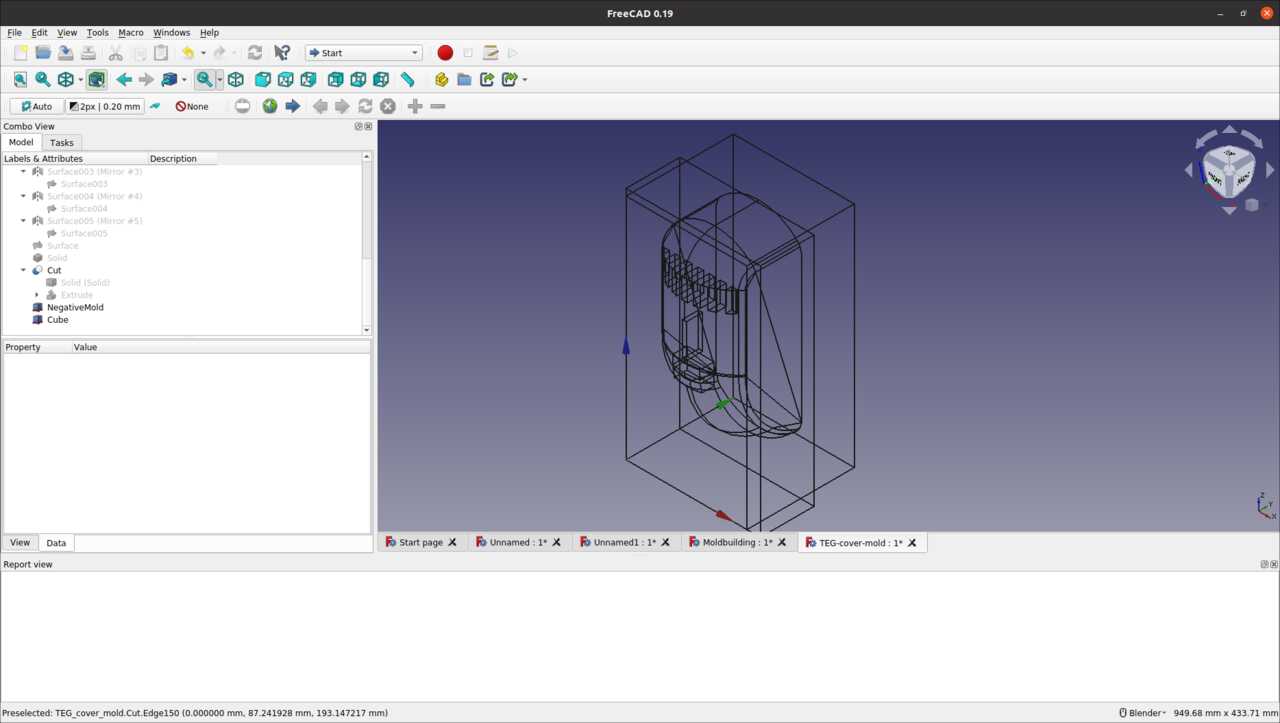 FreeCAD 0.19
File Edit View Tools Macro Windows Help
Start
Auto 2px | 0.20 mm None
Combo View
Model Tasks
Labels & Attributes Description
Surface003 (Mirror #3)
Surface003
Surface004 (Mirror #4)
Surface004
Surface005 (Mirror #5)
Surface005
Surface
Solid
Cut
Solid (Solid)
Extrude
NegativeMold
Cube
Property Value
Z
Y
X
View Data
Start page Unnamed : 1* Unnamed1 : 1* Moldbuilding : 1* TEG-cover-mold : 1*
Report view
Preselected: TEG_cover_mold.Cut.Edge150 (0.000000 mm, 87.241928 mm, 193.147217 mm) Blender 949.68 mm x 433.71 mm